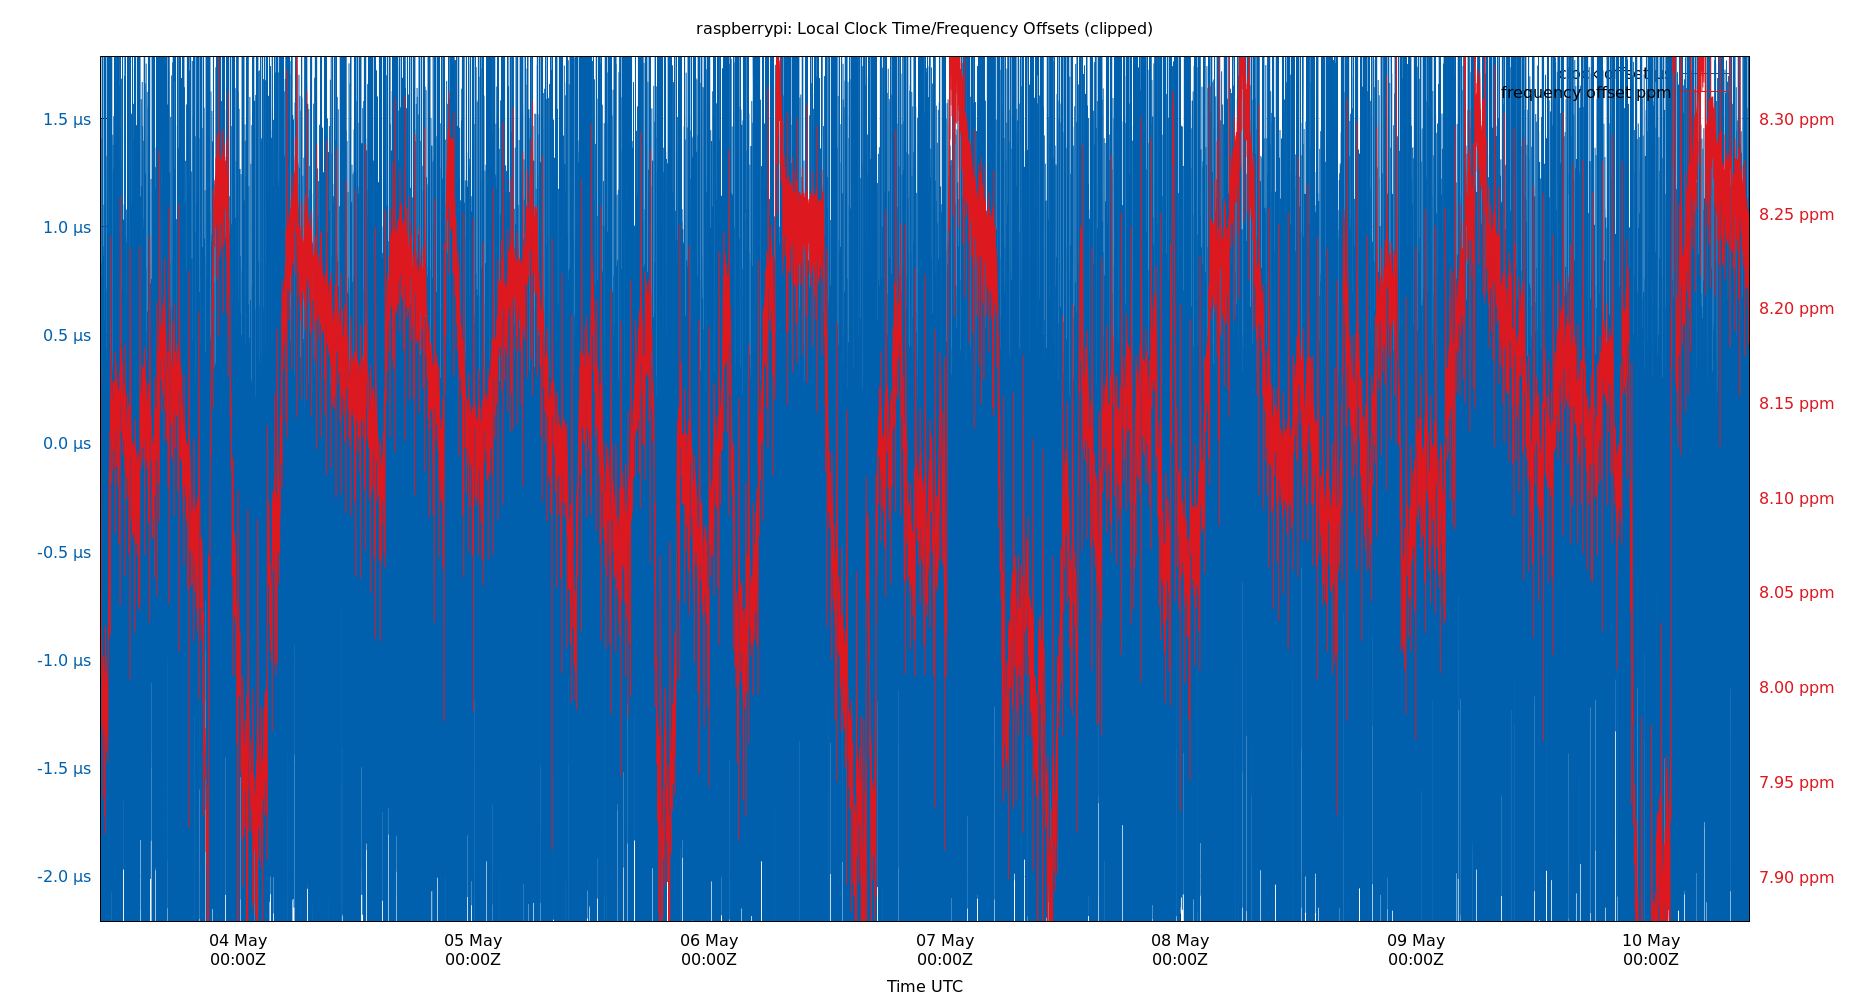 raspberrypi: Local Clock Time/Frequency Offsets (clipped)
clock offset µs
frequency offset ppm
1.5 µs
1.0 µs
0.5 µs
0.0 µs
-0.5 µs
-1.0 µs
-1.5 µs
-2.0 µs
8.30 ppm
8.25 ppm
8.20 ppm
8.15 ppm
8.10 ppm
8.05 ppm
8.00 ppm
7.95 ppm
7.90 ppm
04 May
00:00Z
05 May
00:00Z
06 May
00:00Z
07 May
00:00Z
08 May
00:00Z
09 May
00:00Z
10 May
00:00Z
Time UTC